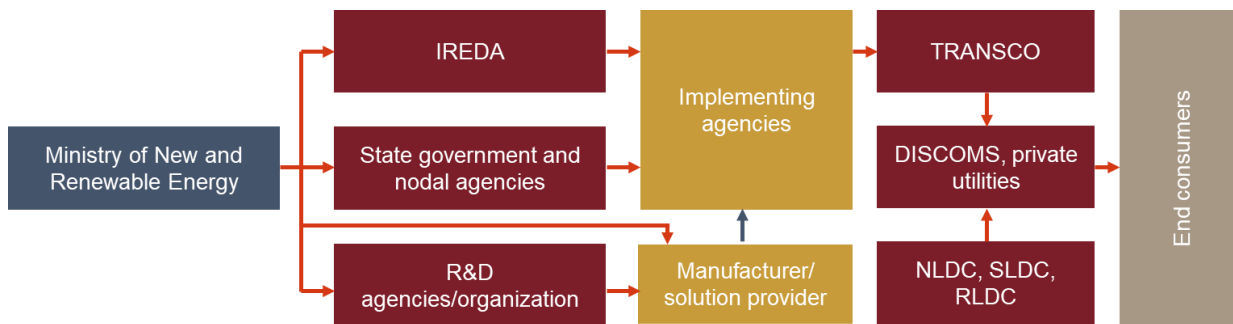 Ministry of New and
Renewable Energy
IREDA
State government and
nodal agencies
R&D
agencies/organization
Implementing
agencies
Manufacturer/
solution provider
TRANSCO
DISCOMS, private
utilities
NLDC, SLDC,
RLDC
End consumers